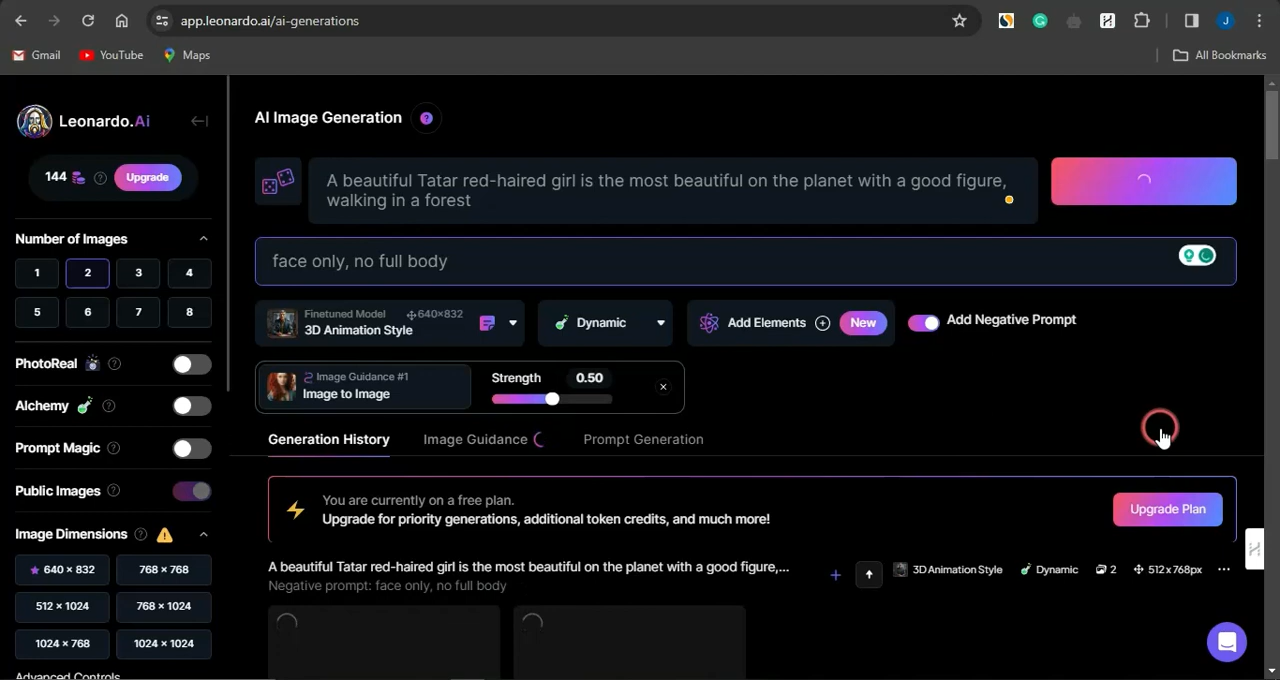 app.leonardo.ai/ai-generations
J
Gmail
YouTube
Maps
All Bookmarks
Leonardo.Ai
144
Upgrade
Number of Images
1 2 3 4
5 6 7 8
PhotoReal
Alchemy
Prompt Magic
Public Images
Image Dimensions
640 × 832 768 × 768
512 × 1024 768 × 1024
1024 × 768 1024 × 1024
Advanced Controls
AI Image Generation
A beautiful Tatar red-haired girl is the most beautiful on the planet with a good figure,
walking in a forest
face only, no full body
Finetuned Model 640×832
3D Animation Style
Dynamic
Add Elements
New
Add Negative Prompt
Image Guidance #1
Image to Image
Strength 0.50
Generation History Image Guidance Prompt Generation
You are currently on a free plan.
Upgrade for priority generations, additional token credits, and much more!
Upgrade Plan
A beautiful Tatar red-haired girl is the most beautiful on the planet with a good figure,...
Negative prompt: face only, no full body
3D Animation Style Dynamic 2 512 x 768px